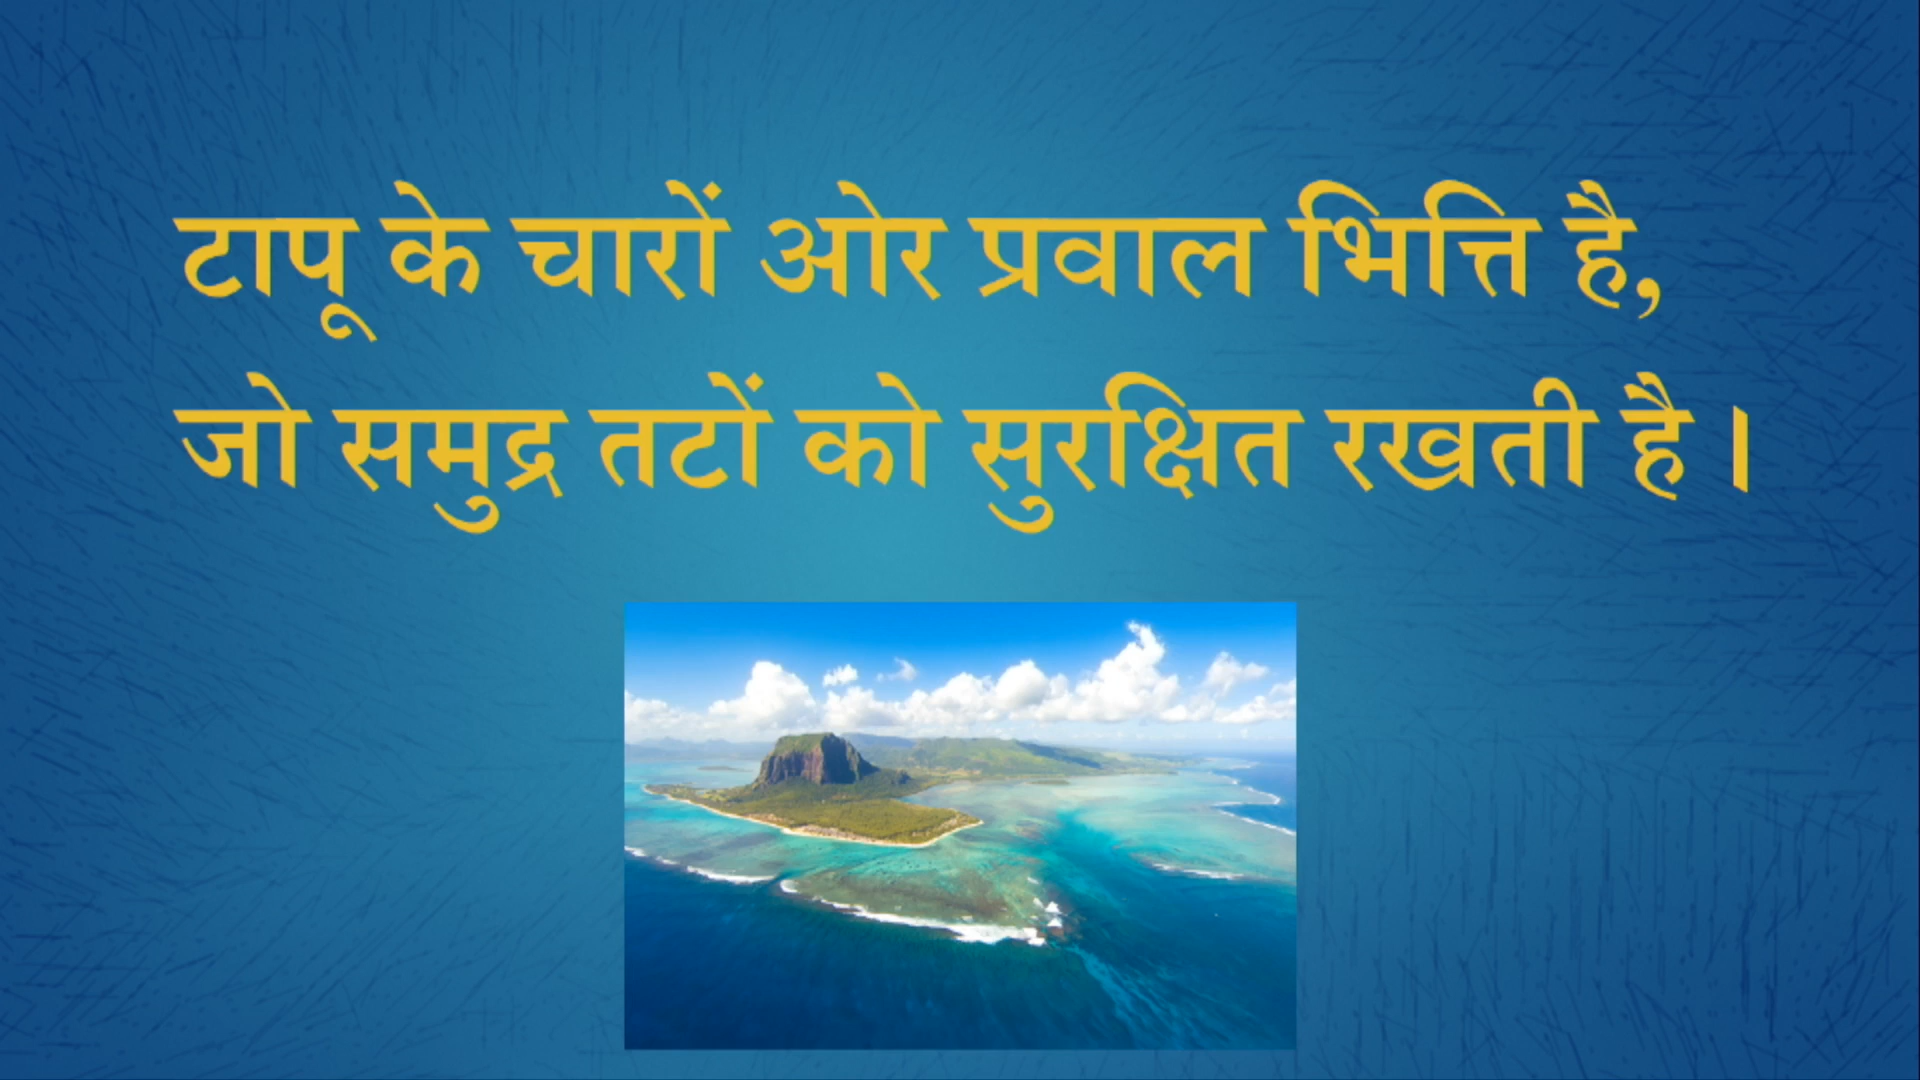 टापू के चारों ओर प्रवाल भित्ति है,
जो समुद्र तटों को सुरक्षित रखती है ।